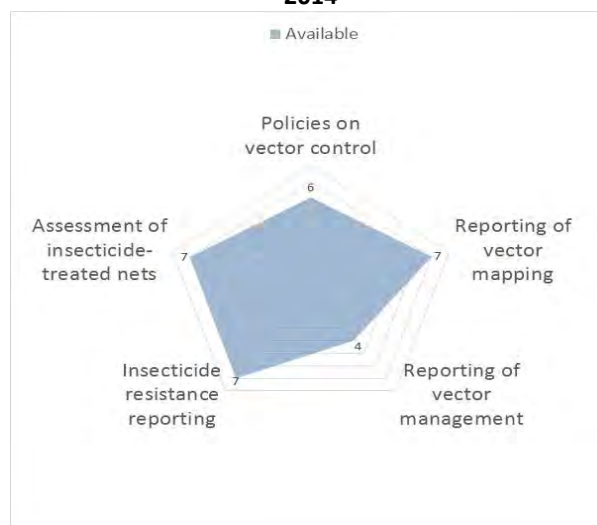 2014
Available
Policies on
vector control
6
Assessment of
insecticide-
treated nets
7
7
Reporting of
vector
mapping
4
7
Insecticide
resistance
reporting
Reporting of
vector
management